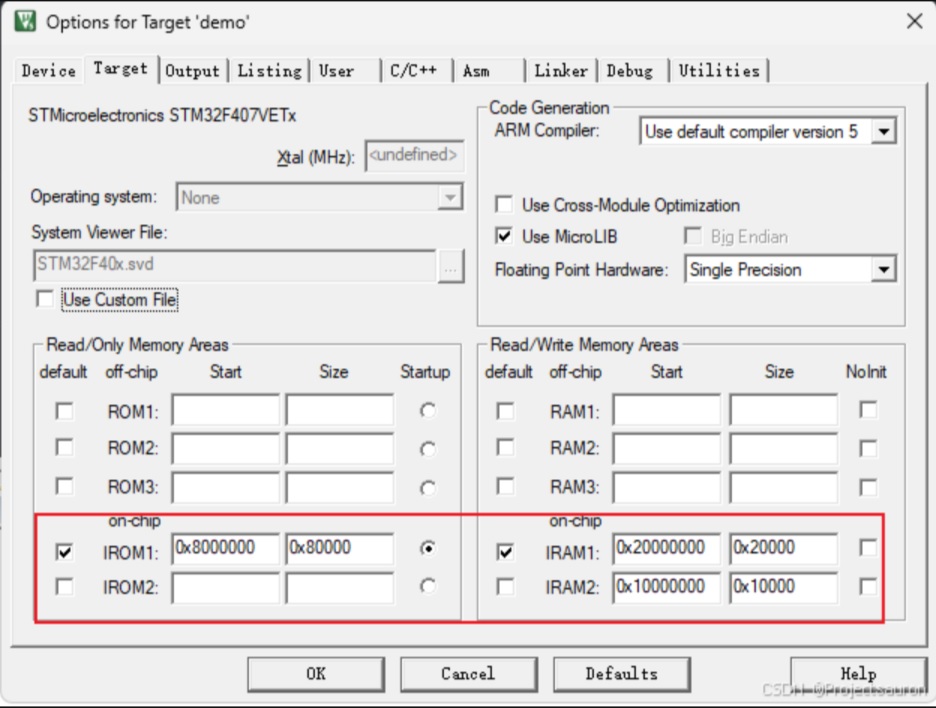 Options for Target 'demo'
Device Target Output Listing User C/C++ Asm Linker Debug Utilities
STMicroelectronics STM32F407VETx
Xtal (MHz): <undefined>
Operating system: None
System Viewer File:
STM32F40x.svd ...
Use Custom File
Code Generation
ARM Compiler: Use default compiler version 5
Use Cross-Module Optimization
Use MicroLIB Big Endian
Floating Point Hardware: Single Precision
Read/Only Memory Areas
default off-chip Start Size Startup
ROM1:
ROM2:
ROM3:
on-chip
IROM1: 0x8000000 0x80000
IROM2:
Read/Write Memory Areas
default off-chip Start Size NoInit
RAM1:
RAM2:
RAM3:
on-chip
IRAM1: 0x20000000 0x20000
IRAM2: 0x10000000 0x10000
OK Cancel Defaults Help
CSDN @Projectsauron